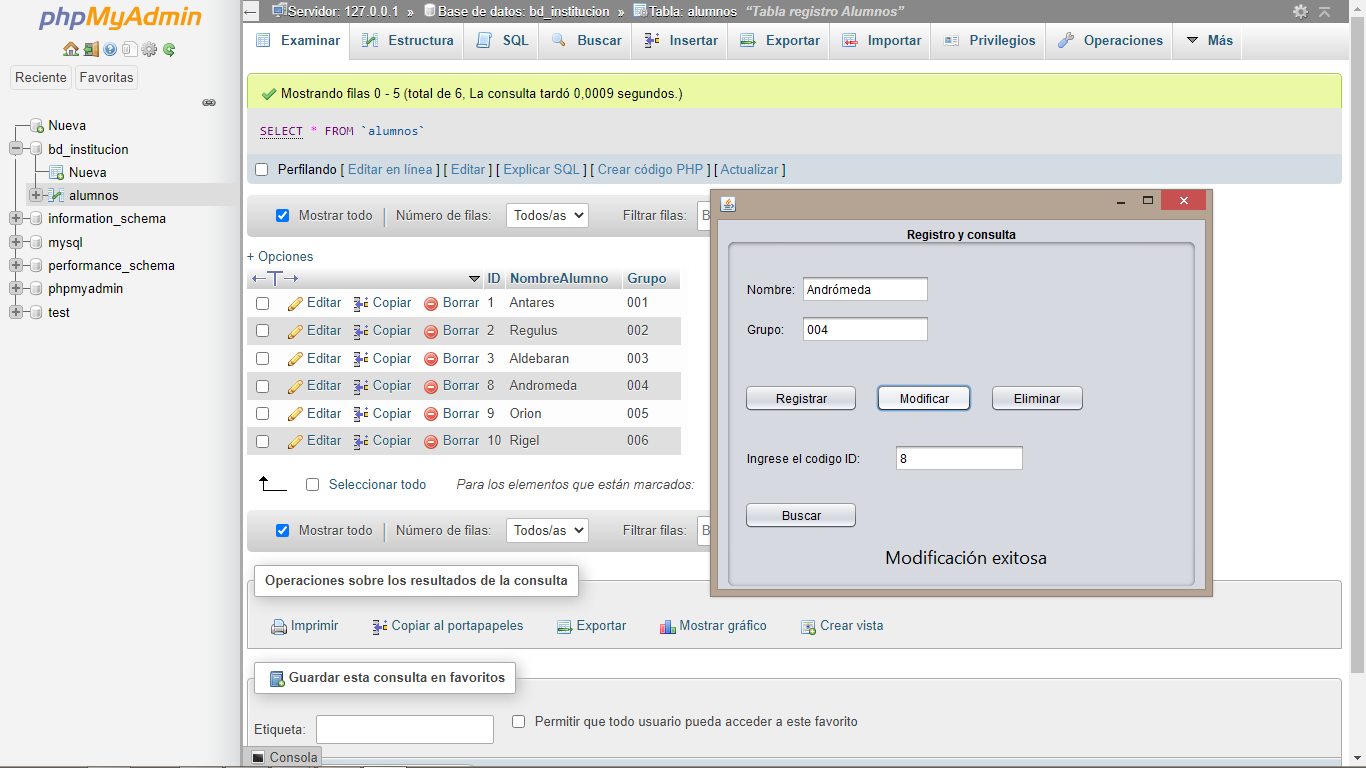 phpMyAdmin
Reciente Favoritas
Nueva
bd_institucion
Nueva
alumnos
information_schema
mysql
performance_schema
phpmyadmin
test
Servidor: 127.0.0.1 » Base de datos: bd_institucion » Tabla: alumnos "Tabla registro Alumnos"
Examinar Estructura SQL Buscar Insertar Exportar Importar Privilegios Operaciones Más
Mostrando filas 0 - 5 (total de 6, La consulta tardó 0,0009 segundos.)
SELECT * FROM `alumnos`
Perfilando [ Editar en línea ] [ Editar ] [ Explicar SQL ] [ Crear código PHP ] [ Actualizar ]
Mostrar todo Número de filas: Todos/as Filtrar filas:
+ Opciones
ID NombreAlumno Grupo
Editar Copiar Borrar 1 Antares 001
Editar Copiar Borrar 2 Regulus 002
Editar Copiar Borrar 3 Aldebaran 003
Editar Copiar Borrar 8 Andromeda 004
Editar Copiar Borrar 9 Orion 005
Editar Copiar Borrar 10 Rigel 006
Seleccionar todo Para los elementos que están marcados:
Mostrar todo Número de filas: Todos/as Filtrar filas:
Operaciones sobre los resultados de la consulta
Imprimir Copiar al portapapeles Exportar Mostrar gráfico Crear vista
Guardar esta consulta en favoritos
Etiqueta: Permitir que todo usuario pueda acceder a este favorito
Consola
Registro y consulta
Nombre: Andrómeda
Grupo: 004
Registrar Modificar Eliminar
Ingrese el codigo ID: 8
Buscar
Modificación exitosa